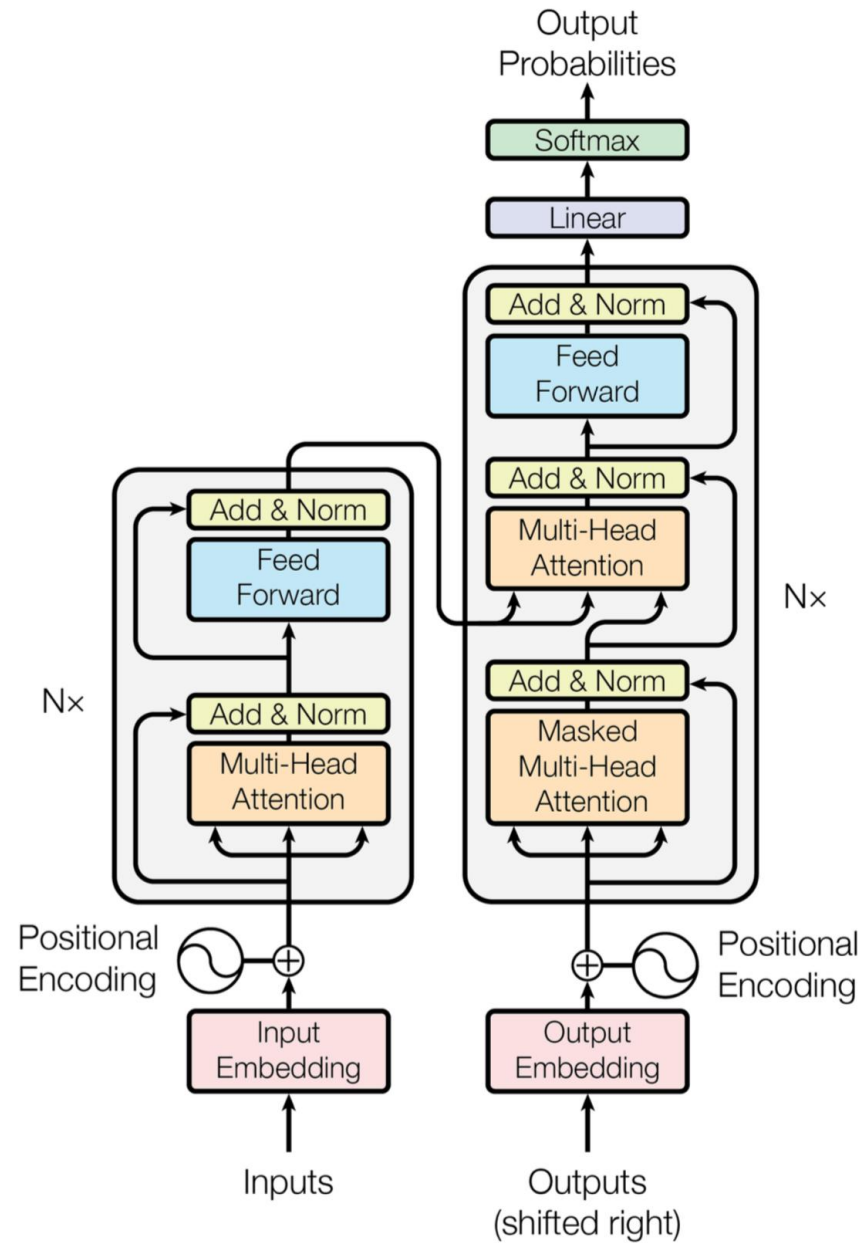 Output
Probabilities
Softmax
Linear
Add & Norm
Feed
Forward
Add & Norm
Multi-Head
Attention
N×
Add & Norm
Masked
Multi-Head
Attention
Add & Norm
Feed
Forward
N×
Add & Norm
Multi-Head
Attention
Positional
Encoding
Positional
Encoding
Input
Embedding
Output
Embedding
Inputs
Outputs
(shifted right)